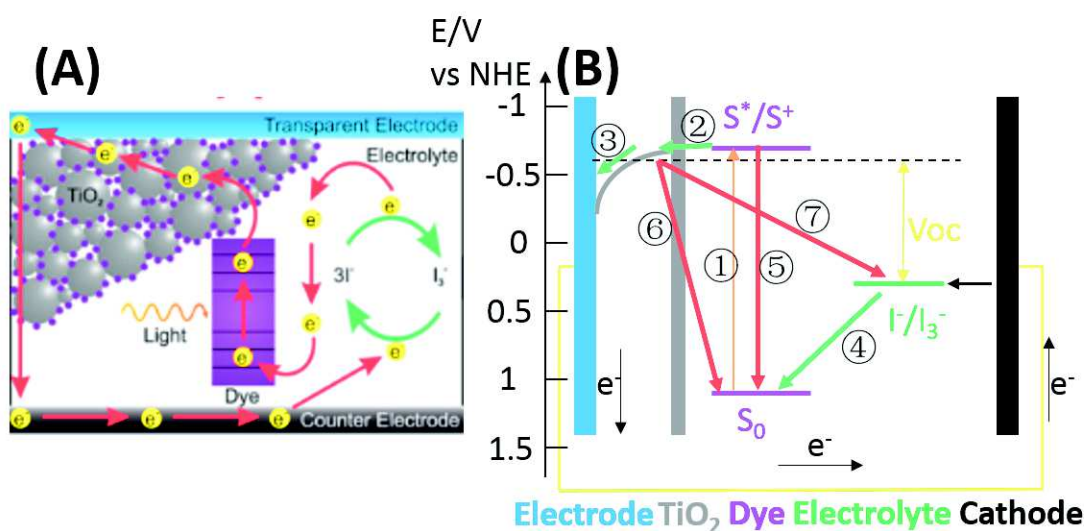 (A)
Transparent Electrode
Electrolyte
TiO₂
e⁻
e⁻
e⁻
e⁻
e⁻
e⁻
e⁻
e⁻
e⁻
3I⁻
I₃⁻
Light
Dye
e⁻
e⁻
e⁻
Counter Electrode
E/V
vs NHE
(B)
-1
-0.5
0
0.5
1
1.5
S*/S⁺
③
②
⑦
⑥
①
⑤
Voc
I⁻/I₃⁻
④
e⁻
S₀
e⁻
e⁻
Electrode TiO₂ Dye Electrolyte Cathode